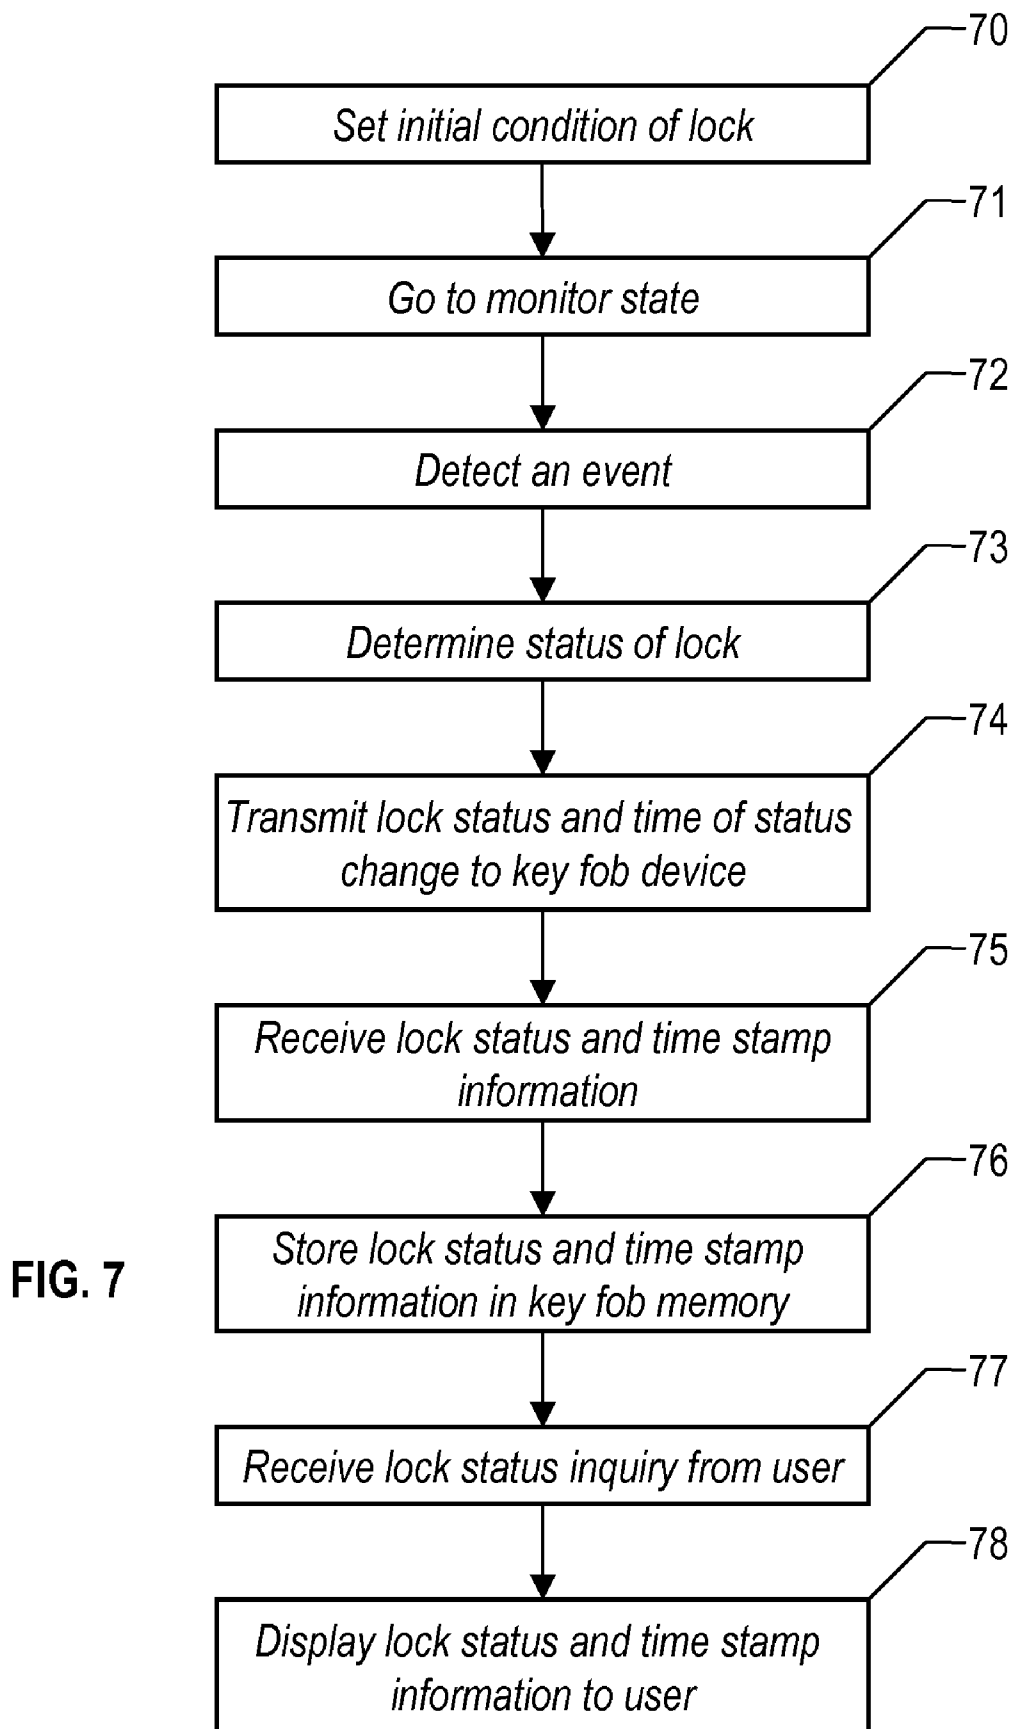 70
Set initial condition of lock
71
Go to monitor state
72
Detect an event
73
Determine status of lock
74
Transmit lock status and time of status
change to key fob device
75
Receive lock status and time stamp
information
76
Store lock status and time stamp
information in key fob memory
FIG. 7
77
Receive lock status inquiry from user
78
Display lock status and time stamp
information to user